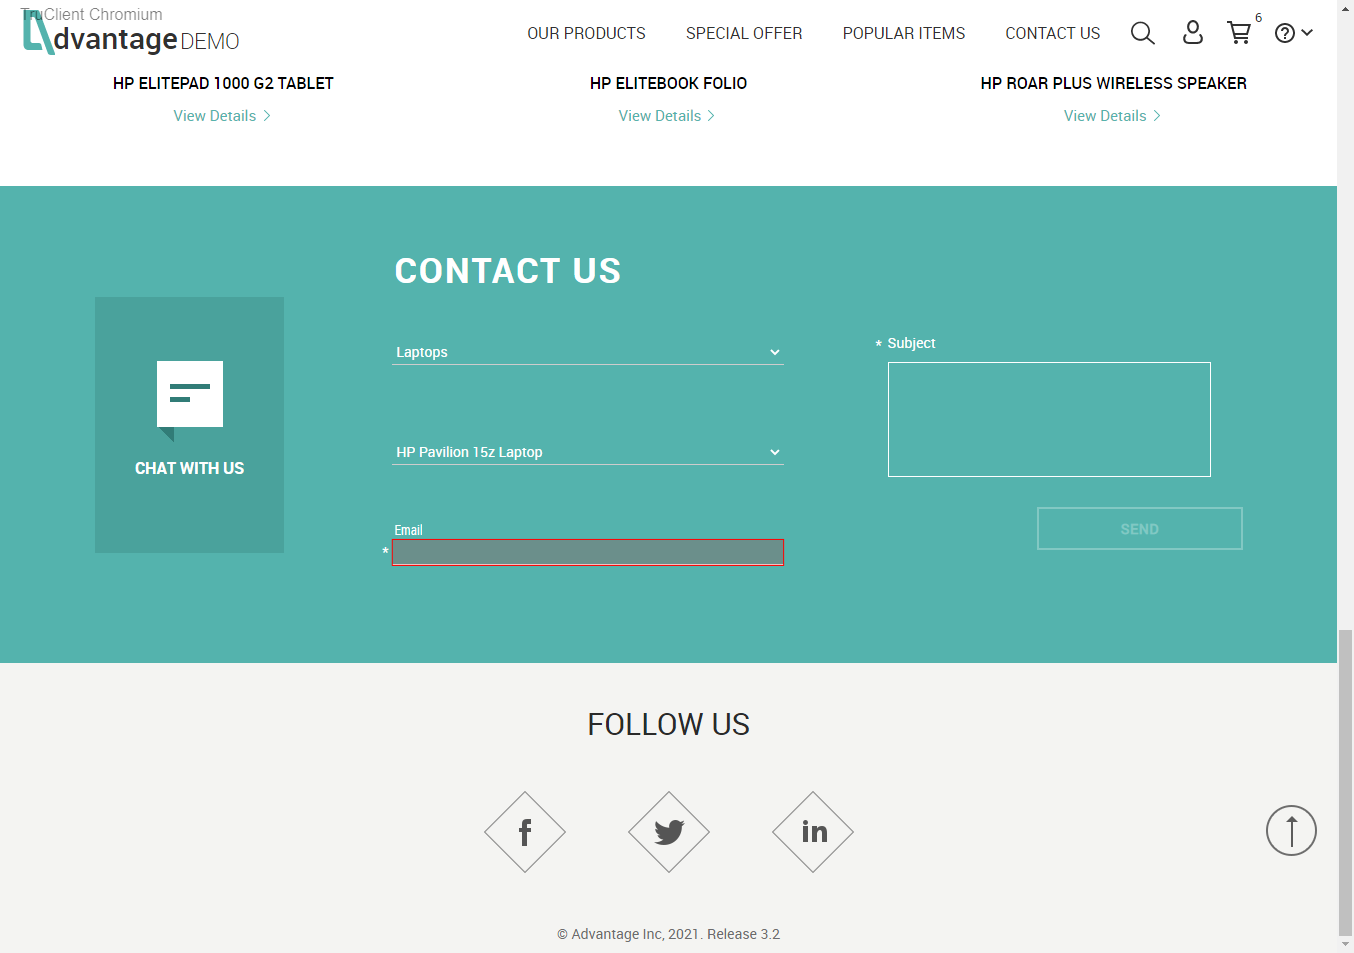 TruClient Chromium
dvantage DEMO
OUR PRODUCTS
SPECIAL OFFER
POPULAR ITEMS
CONTACT US
6
HP ELITEPAD 1000 G2 TABLET
HP ELITEBOOK FOLIO
HP ROAR PLUS WIRELESS SPEAKER
View Details
View Details
View Details
CONTACT US
CHAT WITH US
Laptops
HP Pavilion 15z Laptop
Email
*
* Subject
SEND
FOLLOW US
f
in
© Advantage Inc, 2021. Release 3.2